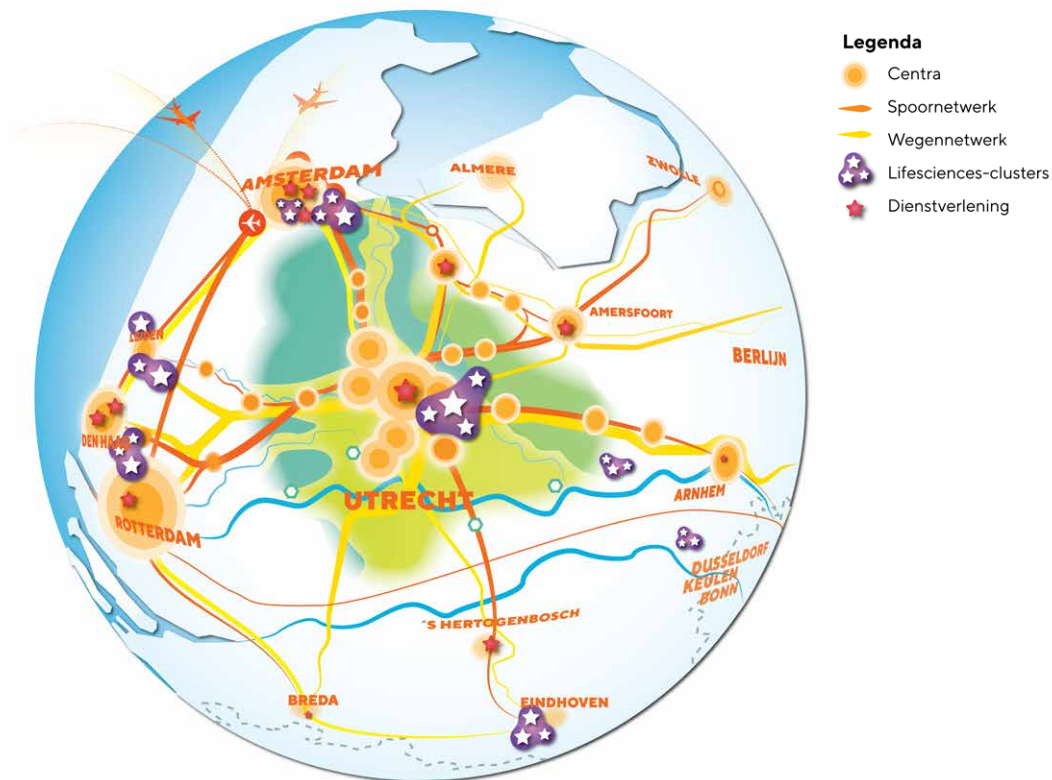 Legenda
Centra
Spoornetwerk
Wegennetwerk
Lifesciences-clusters
Dienstverlening
AMSTERDAM
ALMERE
ZWOLLE
LEIDEN
AMERSFOORT
BERLIJN
DEN HAAG
UTRECHT
ARNHEM
ROTTERDAM
DUSSELDORF
KEULEN
BONN
'S HERTOGENBOSCH
BREDA
EINDHOVEN